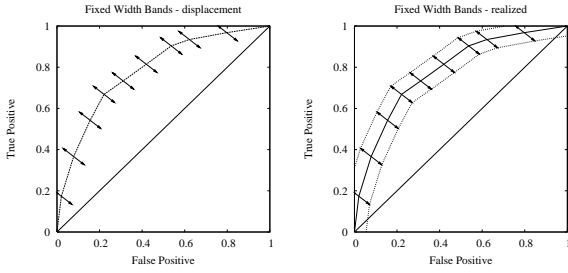 Fixed Width Bands - displacement
1
0.8
0.6
0.4
0.2
0
True Positive
0 0.2 0.4 0.6 0.8 1
False Positive
Fixed Width Bands - realized
1
0.8
0.6
0.4
0.2
0
True Positive
0 0.2 0.4 0.6 0.8 1
False Positive